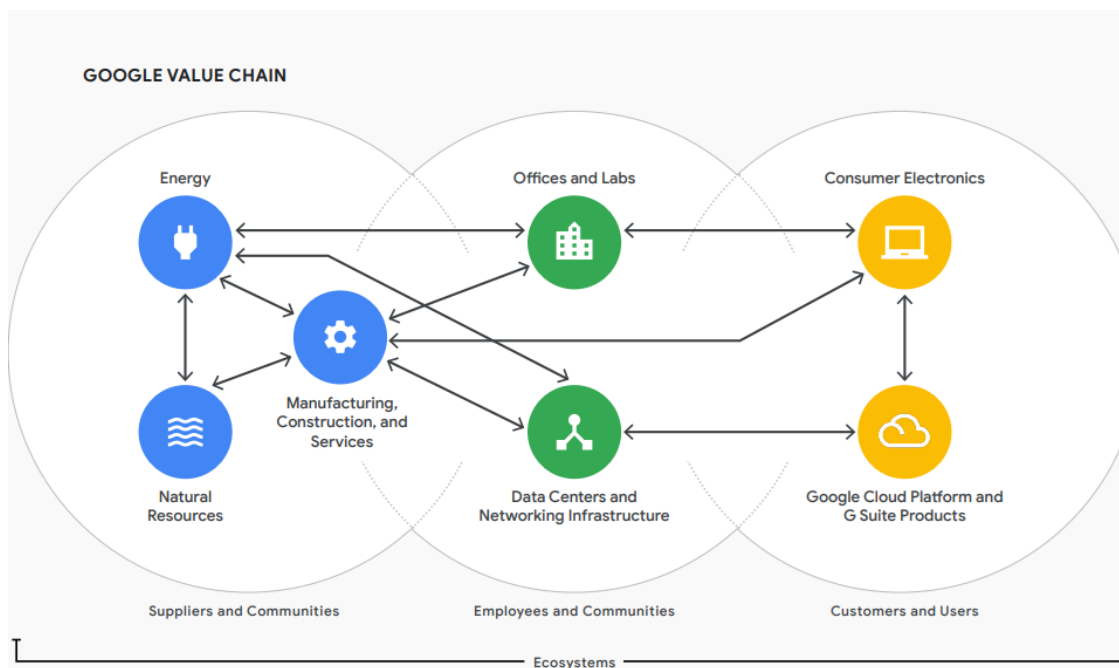 GOOGLE VALUE CHAIN
Energy
Offices and Labs
Consumer Electronics
Manufacturing,
Construction, and
Services
Natural
Resources
Data Centers and
Networking Infrastructure
Google Cloud Platform and
G Suite Products
Suppliers and Communities
Employees and Communities
Customers and Users
Ecosystems